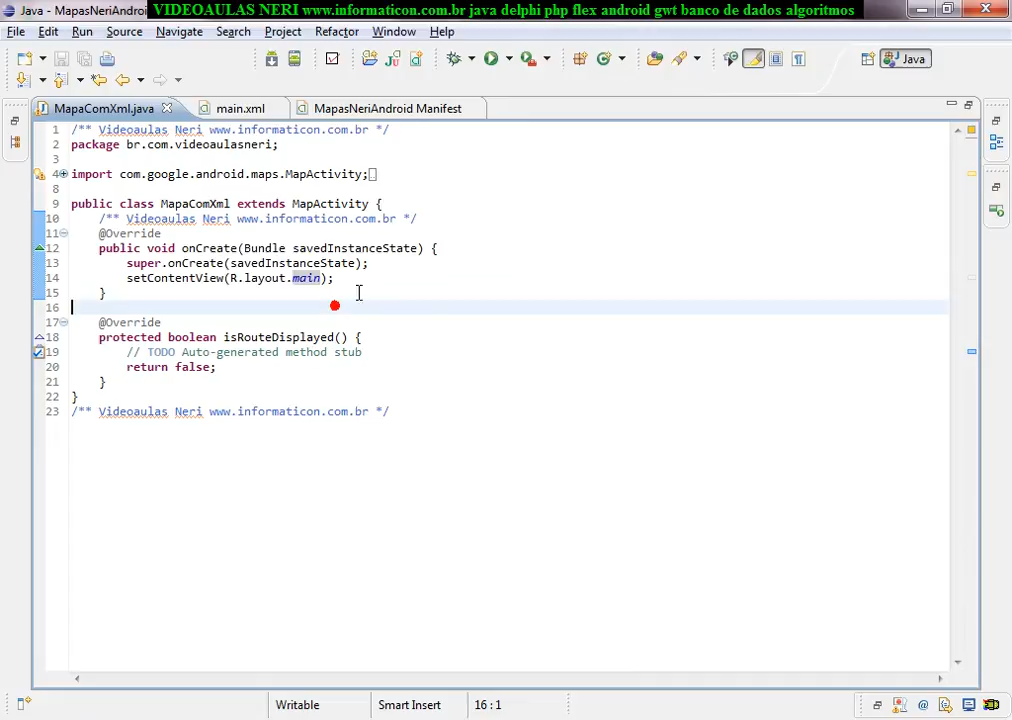 Java - MapasNeriAndroi
VIDEOAULAS NERI www.informaticon.com.br java delphi php flex android gwt banco de dados algoritmos
File Edit Run Source Navigate Search Project Refactor Window Help
Java
MapaComXml.java main.xml MapasNeriAndroid Manifest
1 /** Videoaulas Neri www.informaticon.com.br */
2 package br.com.videoaulasneri;
3
4 import com.google.android.maps.MapActivity;
8
9 public class MapaComXml extends MapActivity {
10 /** Videoaulas Neri www.informaticon.com.br */
11 @Override
12 public void onCreate(Bundle savedInstanceState) {
13 super.onCreate(savedInstanceState);
14 setContentView(R.layout.main);
15 }
16
17 @Override
18 protected boolean isRouteDisplayed() {
19 // TODO Auto-generated method stub
20 return false;
21 }
22 }
23 /** Videoaulas Neri www.informaticon.com.br */
Writable Smart Insert 16 : 1